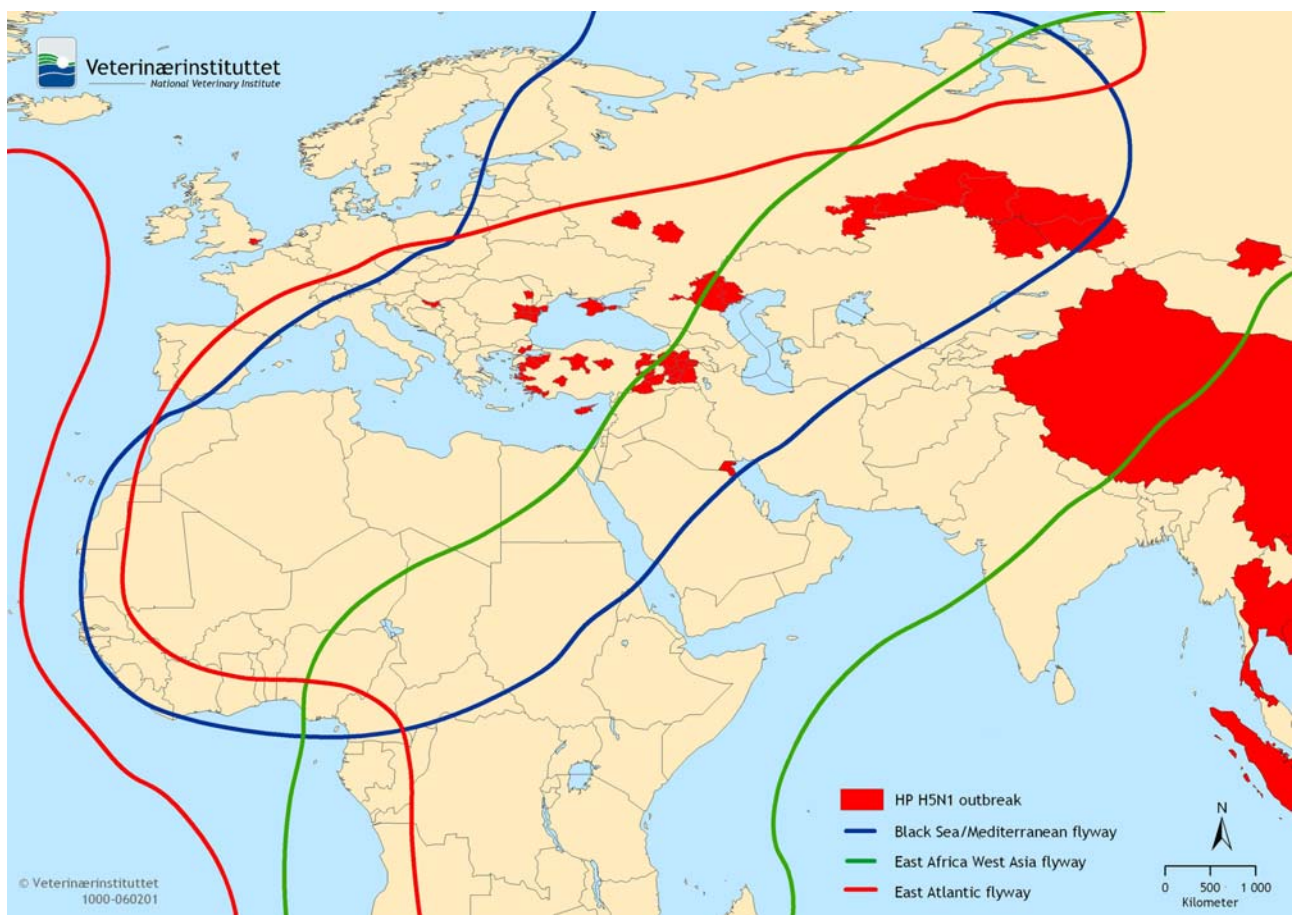 Veterinærinstituttet
National Veterinary Institute
HP H5N1 outbreak
Black Sea/Mediterranean flyway
East Africa West Asia flyway
East Atlantic flyway
N
0 500 1 000
Kilometer
© Veterinærinstituttet
1000-060201